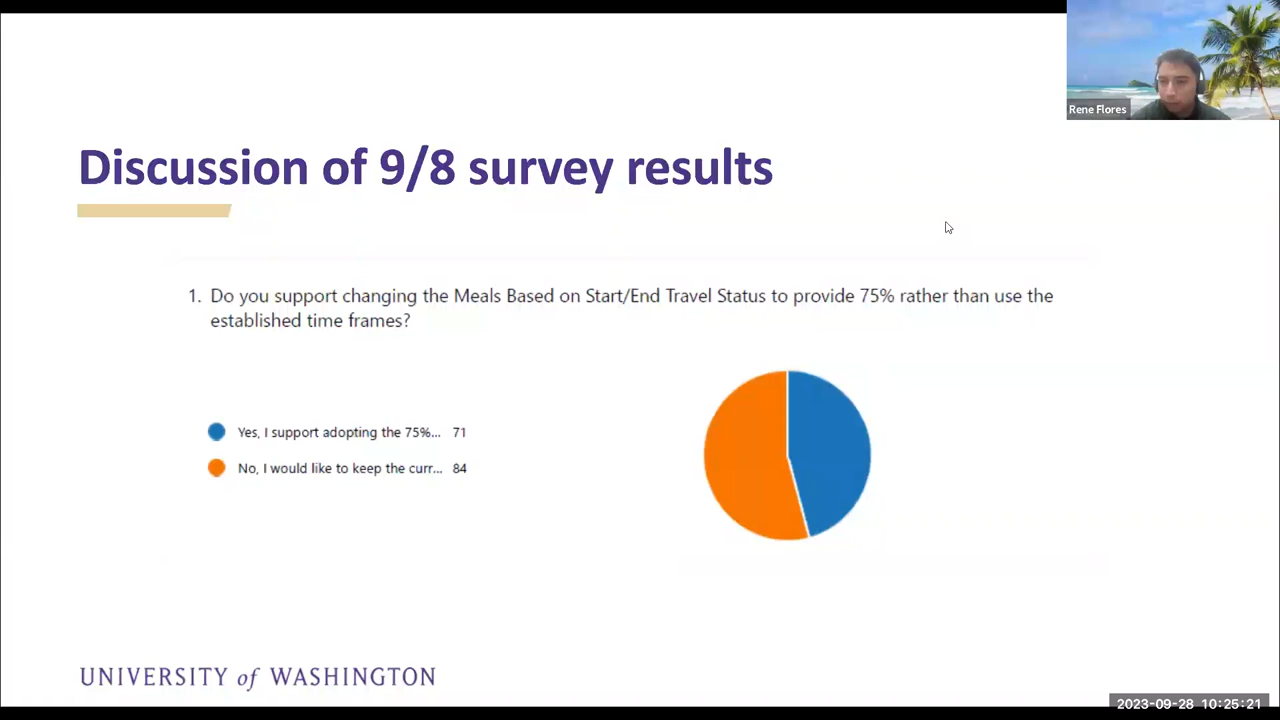 Rene Flores
Discussion of 9/8 survey results
1. Do you support changing the Meals Based on Start/End Travel Status to provide 75% rather than use the
established time frames?
Yes, I support adopting the 75%... 71
No, I would like to keep the curr... 84
UNIVERSITY of WASHINGTON
2023-09-28 10:25:21